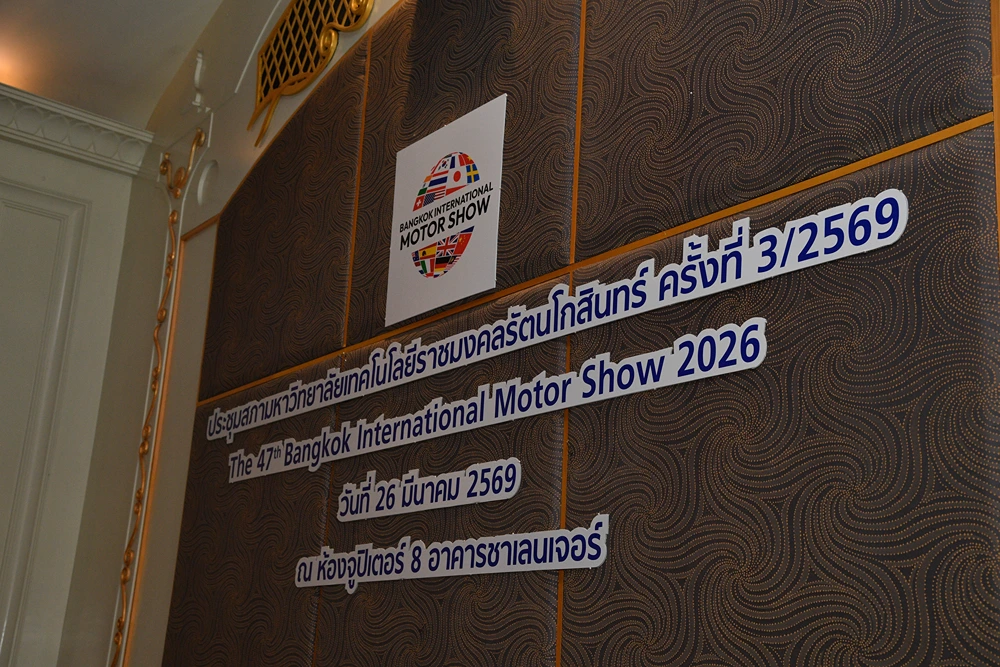 BANGKOK INTERNATIONAL
MOTOR SHOW
ประชุมสภามหาวิทยาลัยเทคโนโลยีราชมงคลรัตนโกสินทร์ ครั้งที่ 3/2569
The 47th Bangkok International Motor Show 2026
วันที่ 26 มีนาคม 2569
ณ ห้องจูปิเตอร์ 8 อาคารชาเลนเจอร์